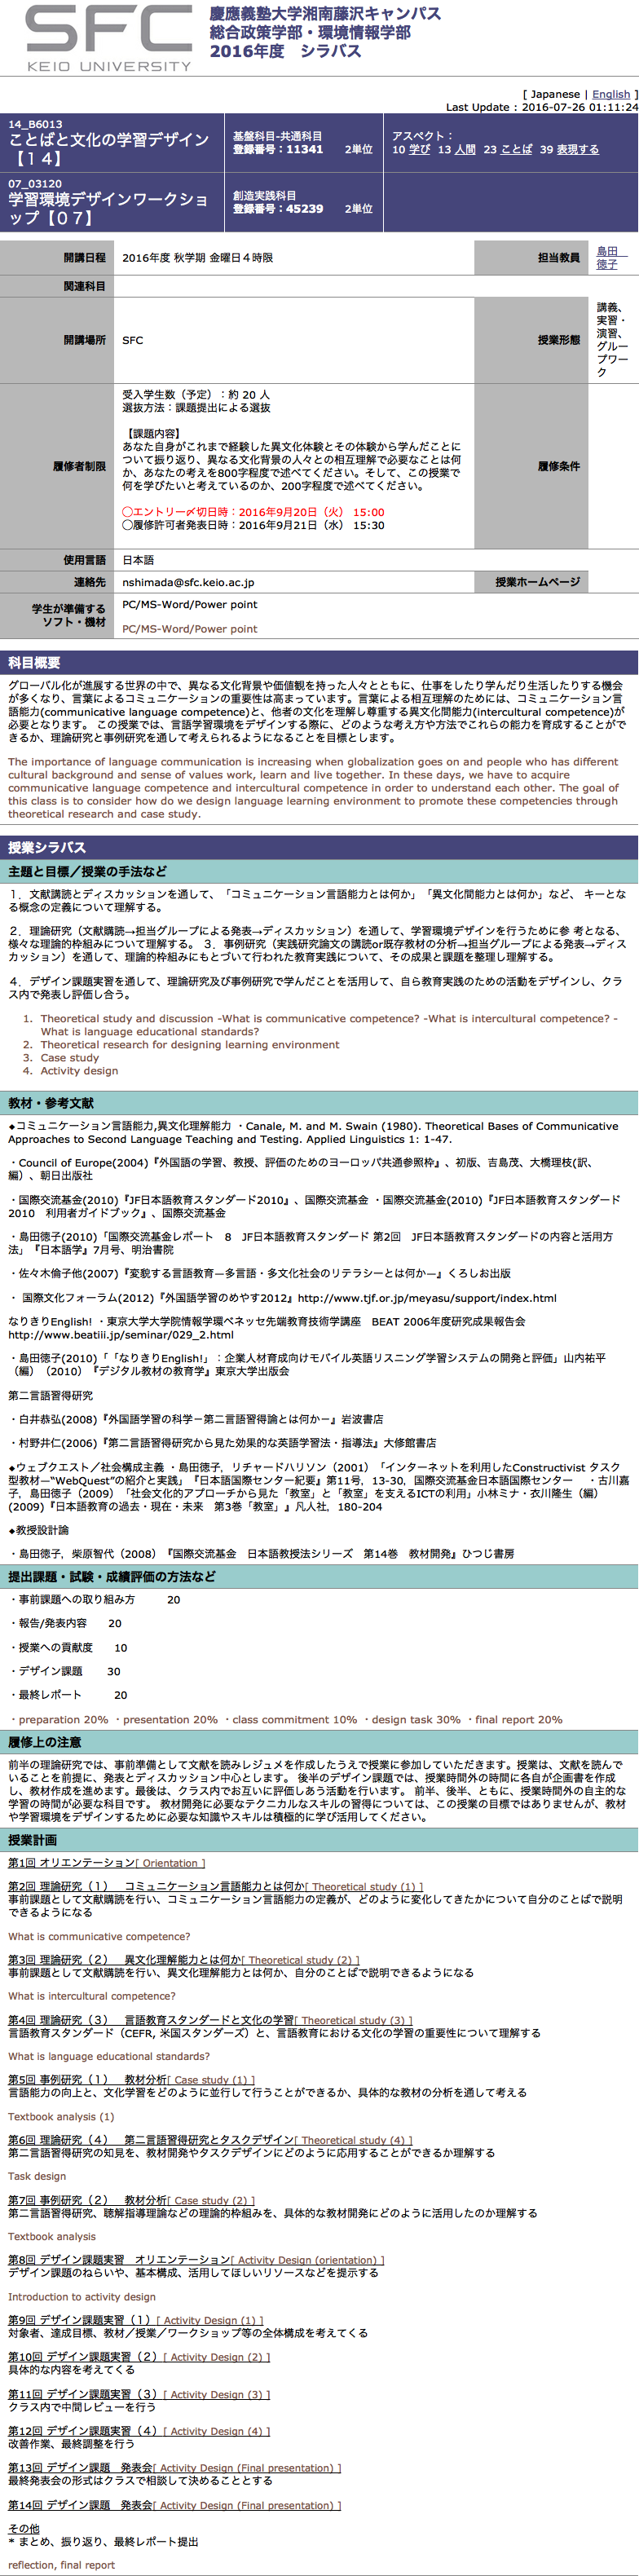 SFC
KEIO UNIVERSITY
慶應義塾大学湘南藤沢キャンパス
総合政策学部・環境情報学部
2016年度　シラバス
[ Japanese | English ]
Last Update : 2016-07-26 01:11:24
14_B6013
ことばと文化の学習デザイン
【１４】
基盤科目-共通科目
登録番号：11341　　2単位
アスペクト：
10 学び 13 人間 23 ことば 39 表現する
07_03120
学習環境デザインワークショ
ップ【０７】
創造実践科目
登録番号：45239　　2単位
開講日程
2016年度 秋学期 金曜日４時限
担当教員
島田　
徳子
関連科目
開講場所
SFC
授業形態
講義、
実習・
演習、
グルー
プワー
ク
履修者制限
受入学生数（予定）：約 20 人
選抜方法：課題提出による選抜
【課題内容】
あなた自身がこれまで経験した異文化体験とその体験から学んだことに
ついて振り返り、異なる文化背景の人々との相互理解で必要なことは何
か、あなたの考えを800字程度で述べてください。そして、この授業で
何を学びたいと考えているのか、200字程度で述べてください。
◯エントリー〆切日時：2016年9月20日（火） 15:00
◯履修許可者発表日時：2016年9月21日（水） 15:30
履修条件
使用言語
日本語
連絡先
nshimada@sfc.keio.ac.jp
授業ホームページ
学生が準備する
ソフト・機材
PC/MS-Word/Power point
PC/MS-Word/Power point
科目概要
グローバル化が進展する世界の中で、異なる文化背景や価値観を持った人々とともに、仕事をしたり学んだり生活したりする機会
が多くなり、言葉によるコミュニケーションの重要性は高まっています。言葉による相互理解のためには、コミュニケーション言
語能力(communicative language competence)と、他者の文化を理解し尊重する異文化間能力(intercultural competence)が
必要となります。 この授業では、言語学習環境をデザインする際に、どのような考え方や方法でこれらの能力を育成することがで
きるか、理論研究と事例研究を通して考えられるようになることを目標とします。
The importance of language communication is increasing when globalization goes on and people who has different
cultural background and sense of values work, learn and live together. In these days, we have to acquire
communicative language competence and intercultural competence in order to understand each other. The goal of
this class is to consider how do we design language learning environment to promote these competencies through
theoretical research and case study.
授業シラバス
主題と目標／授業の手法など
１．文献講読とディスカッションを通して、「コミュニケーション言語能力とは何か」「異文化間能力とは何か」など、 キーとな
る概念の定義について理解する。
２．理論研究（文献購読→担当グループによる発表→ディスカッション）を通して、学習環境デザインを行うために参 考となる、
様々な理論的枠組みについて理解する。 ３．事例研究（実践研究論文の講読or既存教材の分析→担当グループによる発表→ディス
カッション）を通して、理論的枠組みにもとづいて行われた教育実践について、その成果と課題を整理し理解する。
４．デザイン課題実習を通して、理論研究及び事例研究で学んだことを活用して、自ら教育実践のための活動をデザインし、クラ
ス内で発表し評価し合う。
1. Theoretical study and discussion -What is communicative competence? -What is intercultural competence? -
What is language educational standards?
2. Theoretical research for designing learning environment
3. Case study
4. Activity design
教材・参考文献
◆コミュニケーション言語能力,異文化理解能力 ・Canale, M. and M. Swain (1980). Theoretical Bases of Communicative
Approaches to Second Language Teaching and Testing. Applied Linguistics 1: 1-47.
・Council of Europe(2004)『外国語の学習、教授、評価のためのヨーロッパ共通参照枠』、初版、吉島茂、大橋理枝(訳、
編）、朝日出版社
・国際交流基金(2010)『JF日本語教育スタンダード2010』、国際交流基金 ・国際交流基金(2010)『JF日本語教育スタンダード
2010　利用者ガイドブック』、国際交流基金
・島田徳子(2010)「国際交流基金レポート　8　JF日本語教育スタンダード 第2回　JF日本語教育スタンダードの内容と活用方
法」『日本語学』7月号、明治書院
・佐々木倫子他(2007)『変貌する言語教育―多言語・多文化社会のリテラシーとは何か―』くろしお出版
・ 国際文化フォーラム(2012)『外国語学習のめやす2012』http://www.tjf.or.jp/meyasu/support/index.html
なりきりEnglish! ・東京大学大学院情報学環ベネッセ先端教育技術学講座　BEAT 2006年度研究成果報告会
http://www.beatiii.jp/seminar/029_2.html
・島田徳子(2010)「「なりきりEnglish!」：企業人材育成向けモバイル英語リスニング学習システムの開発と評価」山内祐平
（編）（2010）『デジタル教材の教育学』東京大学出版会
第二言語習得研究
・白井恭弘(2008)『外国語学習の科学－第二言語習得論とは何か－』岩波書店
・村野井仁(2006)『第二言語習得研究から見た効果的な英語学習法・指導法』大修館書店
◆ウェブクエスト／社会構成主義 ・島田徳子，リチャードハリソン（2001）「インターネットを利用したConstructivist タスク
型教材―“WebQuest”の紹介と実践」『日本語国際センター紀要』第11号，13-30．国際交流基金日本語国際センター　・古川嘉
子，島田徳子（2009）「社会文化的アプローチから見た「教室」と「教室」を支えるICTの利用」小林ミナ・衣川隆生（編）
(2009)『日本語教育の過去・現在・未来　第3巻「教室」』凡人社，180-204
◆教授設計論
・島田徳子，柴原智代（2008）『国際交流基金　日本語教授法シリーズ　第14巻　教材開発』ひつじ書房
提出課題・試験・成績評価の方法など
・事前課題への取り組み方　　　20
・報告/発表内容　　20
・授業への貢献度　　10
・デザイン課題　　 30
・最終レポート　　　20
・preparation 20% ・presentation 20% ・class commitment 10% ・design task 30% ・final report 20%
履修上の注意
前半の理論研究では、事前準備として文献を読みレジュメを作成したうえで授業に参加していただきます。授業は、文献を読んで
いることを前提に、発表とディスカッション中心とします。 後半のデザイン課題では、授業時間外の時間に各自が企画書を作成
し、教材作成を進めます。最後は、クラス内でお互いに評価しあう活動を行います。 前半、後半、ともに、授業時間外の自主的な
学習の時間が必要な科目です。 教材開発に必要なテクニカルなスキルの習得については、この授業の目標ではありませんが、教材
や学習環境をデザインするために必要な知識やスキルは積極的に学び活用してください。
授業計画
第1回 オリエンテーション[ Orientation ]
第2回 理論研究（１）　コミュニケーション言語能力とは何か[ Theoretical study (1) ]
事前課題として文献購読を行い、コミュニケーション言語能力の定義が、どのように変化してきたかについて自分のことばで説明
できるようになる
What is communicative competence?
第3回 理論研究（２）　異文化理解能力とは何か[ Theoretical study (2) ]
事前課題として文献購読を行い、異文化理解能力とは何か、自分のことばで説明できるようになる
What is intercultural competence?
第4回 理論研究（３）　言語教育スタンダードと文化の学習[ Theoretical study (3) ]
言語教育スタンダード（CEFR, 米国スタンダーズ）と、言語教育における文化の学習の重要性について理解する
What is language educational standards?
第5回 事例研究（１）　教材分析[ Case study (1) ]
言語能力の向上と、文化学習をどのように並行して行うことができるか、具体的な教材の分析を通して考える
Textbook analysis (1)
第6回 理論研究（４）　第二言語習得研究とタスクデザイン[ Theoretical study (4) ]
第二言語習得研究の知見を、教材開発やタスクデザインにどのように応用することができるか理解する
Task design
第7回 事例研究（２）　教材分析[ Case study (2) ]
第二言語習得研究、聴解指導理論などの理論的枠組みを、具体的な教材開発にどのように活用したのか理解する
Textbook analysis
第8回 デザイン課題実習　オリエンテーション[ Activity Design (orientation) ]
デザイン課題のねらいや、基本構成、活用してほしいリソースなどを提示する
Introduction to activity design
第9回 デザイン課題実習（１）[ Activity Design (1) ]
対象者、達成目標、教材／授業／ワークショップ等の全体構成を考えてくる
第10回 デザイン課題実習（２）[ Activity Design (2) ]
具体的な内容を考えてくる
第11回 デザイン課題実習（３）[ Activity Design (3) ]
クラス内で中間レビューを行う
第12回 デザイン課題実習（４）[ Activity Design (4) ]
改善作業、最終調整を行う
第13回 デザイン課題　発表会[ Activity Design (Final presentation) ]
最終発表会の形式はクラスで相談して決めることとする
第14回 デザイン課題　発表会[ Activity Design (Final presentation) ]
その他
* まとめ、振り返り、最終レポート提出
reflection, final report